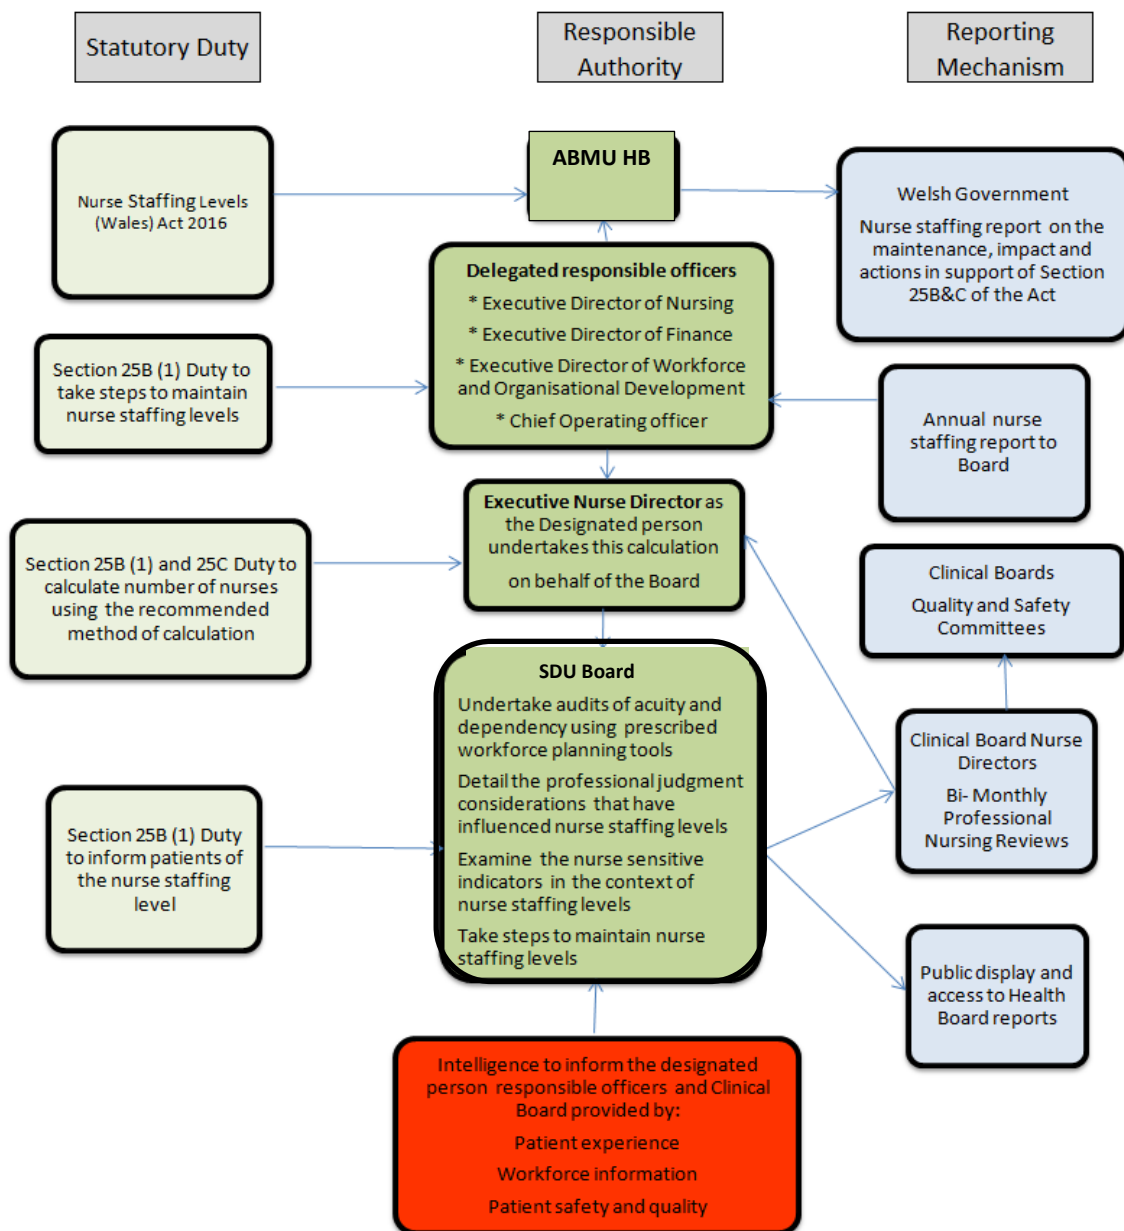 Statutory Duty
Responsible
Authority
Reporting
Mechanism
Nurse Staffing Levels
(Wales) Act 2016
ABMU HB
Welsh Government
Nurse staffing report on the
maintenance, impact and
actions in support of Section
25B&C of the Act
Delegated responsible officers
* Executive Director of Nursing
* Executive Director of Finance
* Executive Director of Workforce
and Organisational Development
* Chief Operating officer
Section 25B (1) Duty to
take steps to maintain
nurse staffing levels
Annual nurse
staffing report to
Board
Executive Nurse Director as
the Designated person
undertakes this calculation
on behalf of the Board
Section 25B (1) and 25C Duty to
calculate number of nurses
using the recommended
method of calculation
Clinical Boards
Quality and Safety
Committees
SDU Board
Undertake audits of acuity and
dependency using prescribed
workforce planning tools
Detail the professional judgment
considerations that have
influenced nurse staffing levels
Examine the nurse sensitive
indicators in the context of
nurse staffing levels
Take steps to maintain nurse
staffing levels
Clinical Board Nurse
Directors
Bi- Monthly
Professional
Nursing Reviews
Section 25B (1) Duty
to inform patients of
the nurse staffing
level
Public display and
access to Health
Board reports
Intelligence to inform the designated
person responsible officers and Clinical
Board provided by:
Patient experience
Workforce information
Patient safety and quality